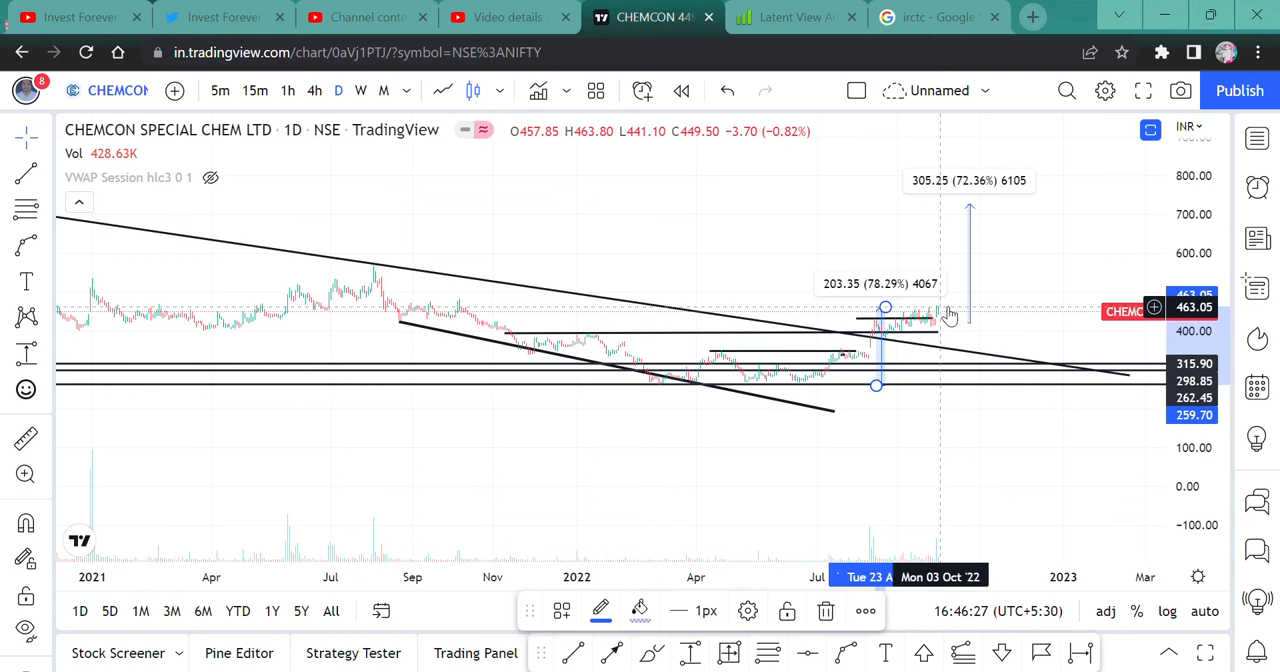 Invest Forever
Invest Forever
Channel conte
Video details -
CHEMCON 449
Latent View An
irctc - Google
in.tradingview.com/chart/0aVj1PTJ/?symbol=NSE%3ANIFTY
8
CHEMCON
5m 15m 1h 4h D W M
Unnamed
Publish
CHEMCON SPECIAL CHEM LTD · 1D · NSE · TradingView
O457.85 H463.80 L441.10 C449.50 −3.70 (−0.82%)
INR
Vol 428.63K
VWAP Session hlc3 0 1
900.00
800.00
700.00
600.00
305.25 (72.36%) 6105
203.35 (78.29%) 4067
463.05
CHEMC
463.05
400.00
315.90
298.85
262.45
259.70
100.00
0.00
−100.00
2021 Apr Jul Sep Nov 2022 Apr Jul Tue 23 A Mon 03 Oct '22 2023 Mar
1D 5D 1M 3M 6M YTD 1Y 5Y All
1px
16:46:27 (UTC+5:30)
adj % log auto
Stock Screener Pine Editor Strategy Tester Trading Panel